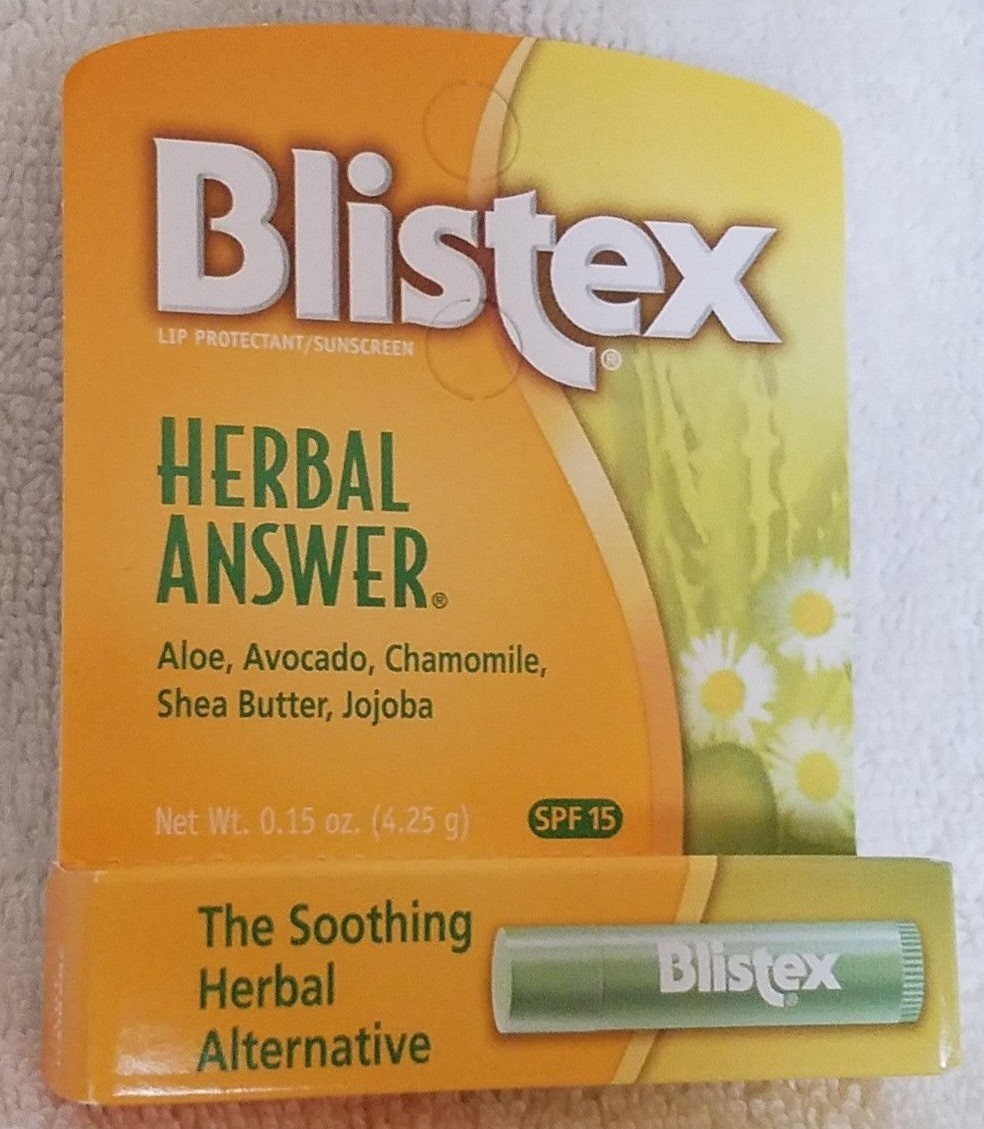 Blistex®
LIP PROTECTANT/SUNSCREEN
HERBAL
ANSWER®
Aloe, Avocado, Chamomile,
Shea Butter, Jojoba
Net Wt. 0.15 oz. (4.25 g)
SPF 15
The Soothing
Herbal
Alternative
Blistex®